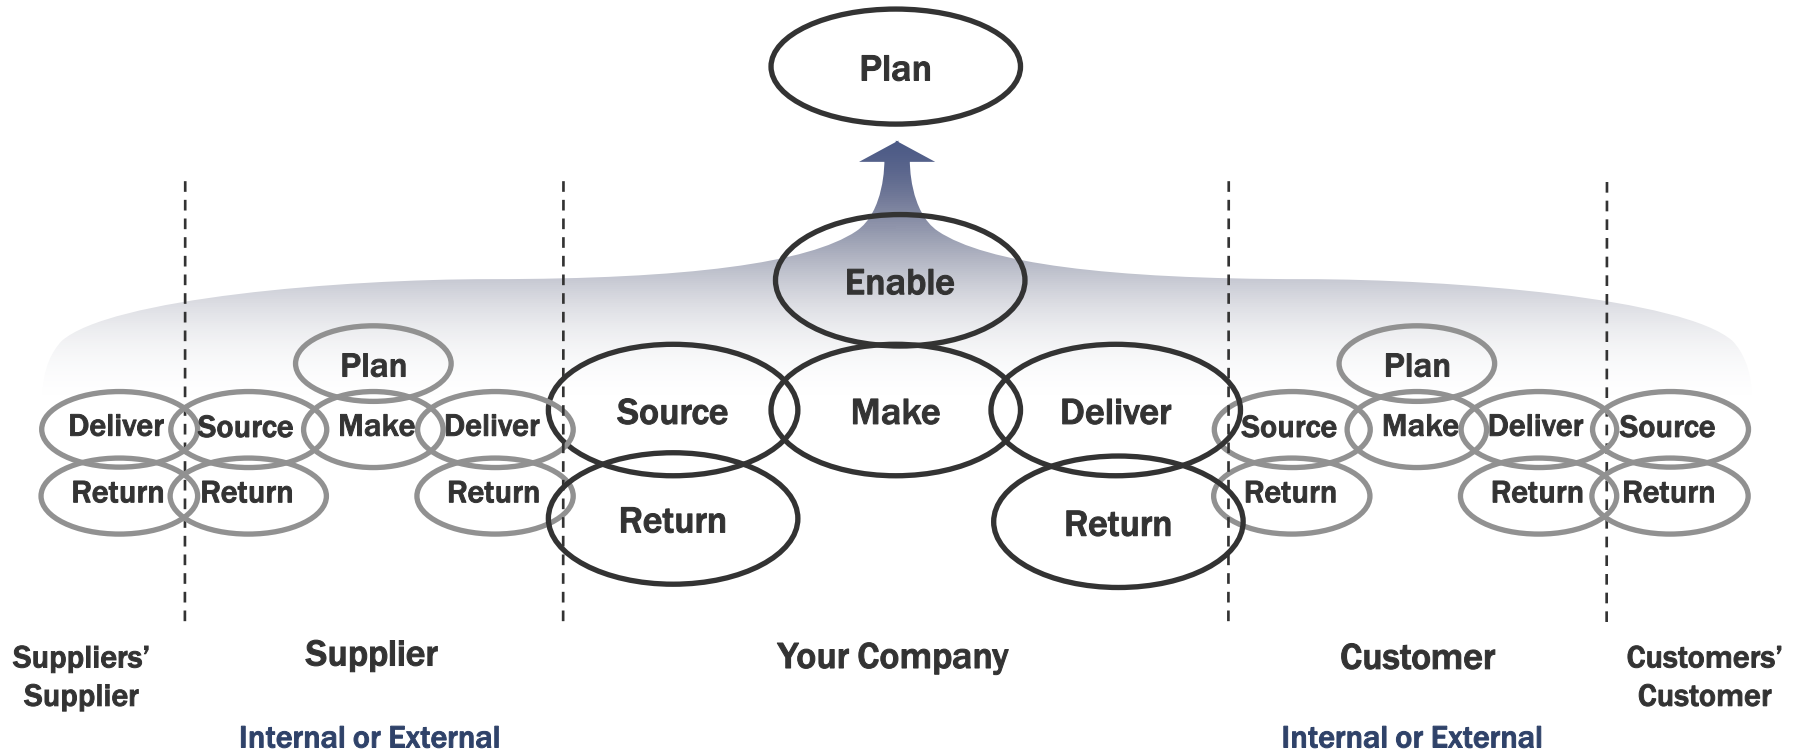 Plan
Enable
Plan
Plan
Source
Make
Deliver
Deliver
Source
Make
Deliver
Source
Make
Deliver
Source
Return
Return
Return
Return
Return
Return
Return
Return
Suppliers’
Supplier
Supplier
Your Company
Customer
Customers’
Customer
Internal or External
Internal or External